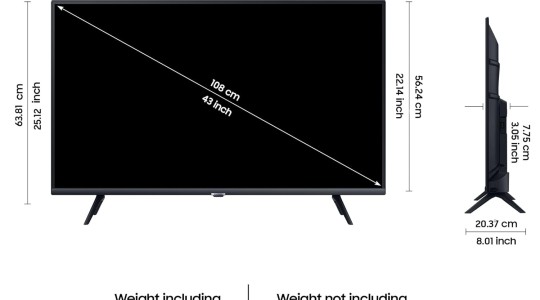 108 cm
43 inch
63.81 cm
25.12 inch
22.14 inch
56.24 cm
7.75 cm
3.05 inch
20.37 cm
8.01 inch
Weight including
Weight not including